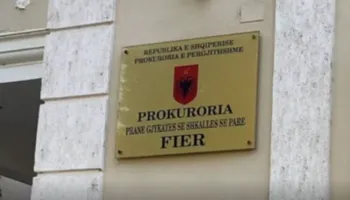 REPUBLIKA E SHQIPERISE
PROKURORIA E PERGJITHSHME
PROKURORIA
PRANE GJYKATES SE SHKALLES SE PARE
FIER